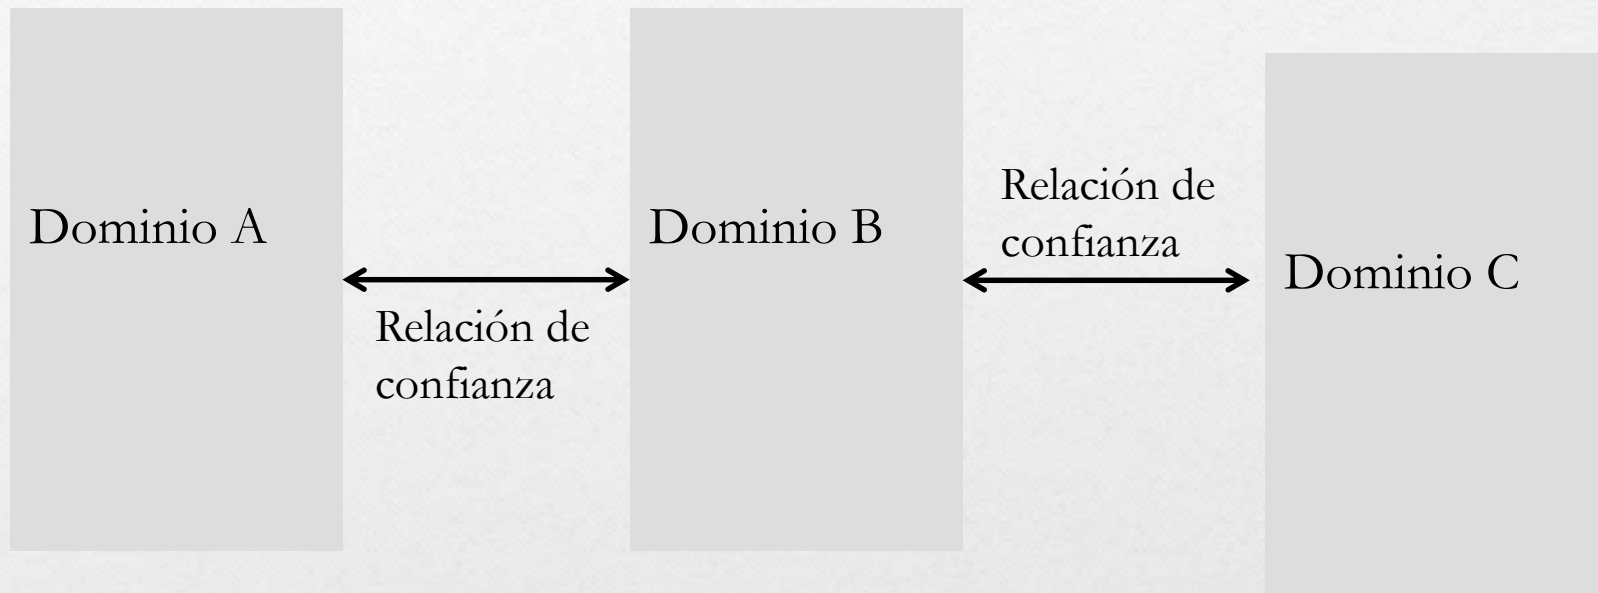 Dominio A
Relación de
confianza
Dominio B
Relación de
confianza
Dominio C